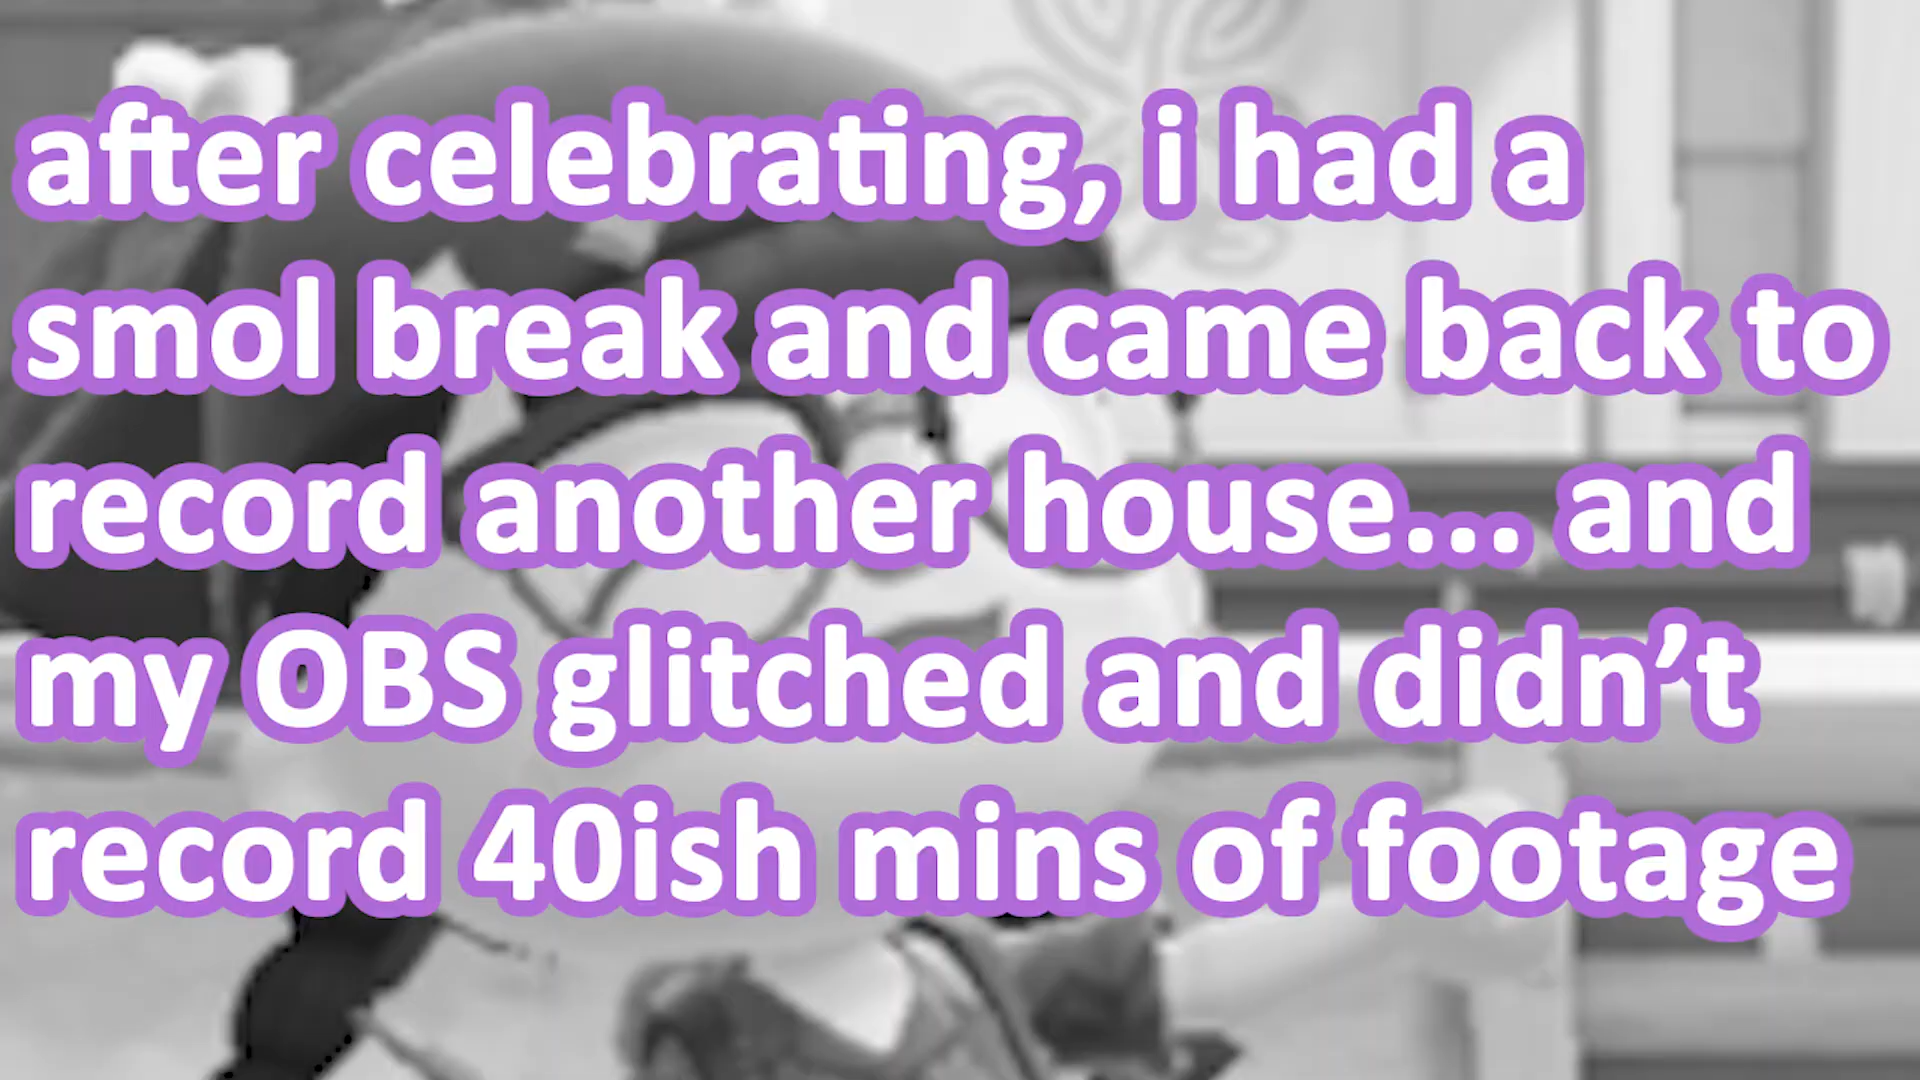 after celebrating, i had a
smol break and came back to
record another house... and
my OBS glitched and didn’t
record 40ish mins of footage